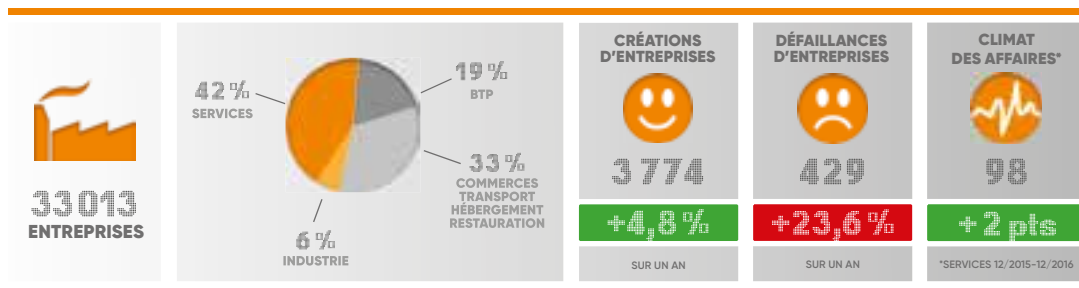 33 013
ENTREPRISES
42 %
SERVICES
19 %
BTP
33 %
COMMERCES
TRANSPORT
HÉBERGEMENT
RESTAURATION
6 %
INDUSTRIE
CRÉATIONS
D'ENTREPRISES
3 774
+4,8 %
SUR UN AN
DÉFAILLANCES
D'ENTREPRISES
429
+23,6 %
SUR UN AN
CLIMAT
DES AFFAIRES*
98
+ 2 pts
*SERVICES 12/2015-12/2016